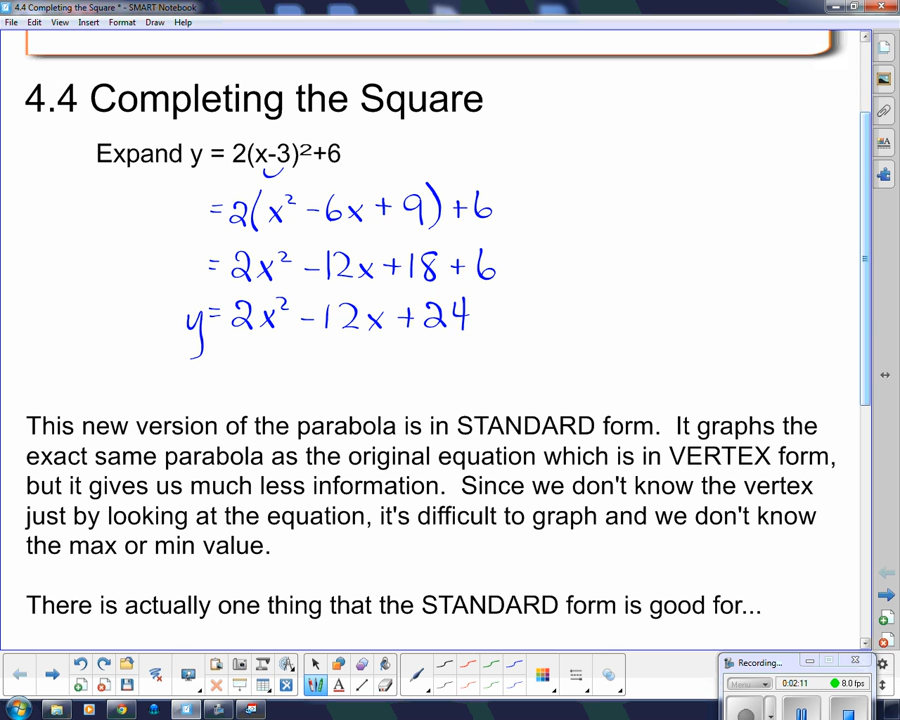 4.4 Completing the Square * - SMART Notebook
File Edit View Insert Format Draw Help
4.4 Completing the Square
Expand y = 2(x-3)²+6
= 2(x² - 6x + 9) + 6
= 2x² - 12x + 18 + 6
y = 2x² - 12x + 24
This new version of the parabola is in STANDARD form. It graphs the
exact same parabola as the original equation which is in VERTEX form,
but it gives us much less information. Since we don't know the vertex
just by looking at the equation, it's difficult to graph and we don't know
the max or min value.
There is actually one thing that the STANDARD form is good for...
Recording...
Menu 02:11 8.0 fps